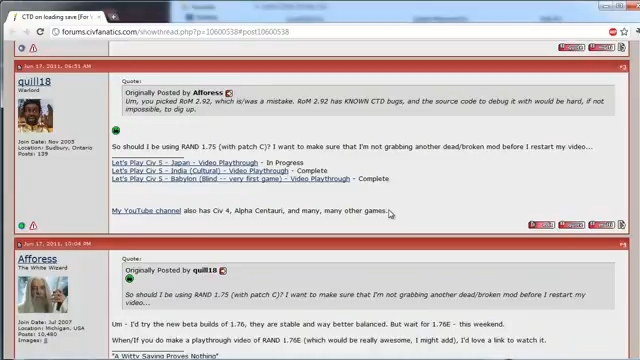 CTD on loading save [For
forums.civfanatics.com/showthread.php?p=10600538#post10600538
Jun 17, 2011, 06:51 AM
quill18
Warlord
Join Date: Nov 2005
Location: Sudbury, Ontario
Posts: 139
Quote:
Originally Posted by Afforess
Um, you picked RoM 2.92, which is/was a mistake. RoM 2.92 has KNOWN CTD bugs, and the source code to debug it with would be hard, if not impossible, to dig up.
So should I be using RAND 1.75 (with patch C)? I want to make sure that I'm not grabbing another dead/broken mod before I restart my video...
Let's Play Civ 5 - Japan - Video Playthrough - In Progress
Let's Play Civ 5 - India (Cultural) - Video Playthrough - Complete
Let's Play Civ 5 - Babylon (Blind -- very first game) - Video Playthrough - Complete
My YouTube channel also has Civ 4, Alpha Centauri, and many, many other games.
Jun 17, 2011, 10:04 PM
Afforess
The White Wizard
Join Date: Jul 2007
Location: Michigan, USA
Posts: 10,480
Images: 8
Quote:
Originally Posted by quill18
So should I be using RAND 1.75 (with patch C)? I want to make sure that I'm not grabbing another dead/broken mod before I restart my video...
Um - I'd try the new beta builds of 1.76, they are stable and way better balanced. But wait for 1.76E - this weekend.
When/If you do make a playthrough video of RAND 1.76E (which would be really awesome, I might add), I'd love a link to watch it.
"A Witty Saying Proves Nothing"